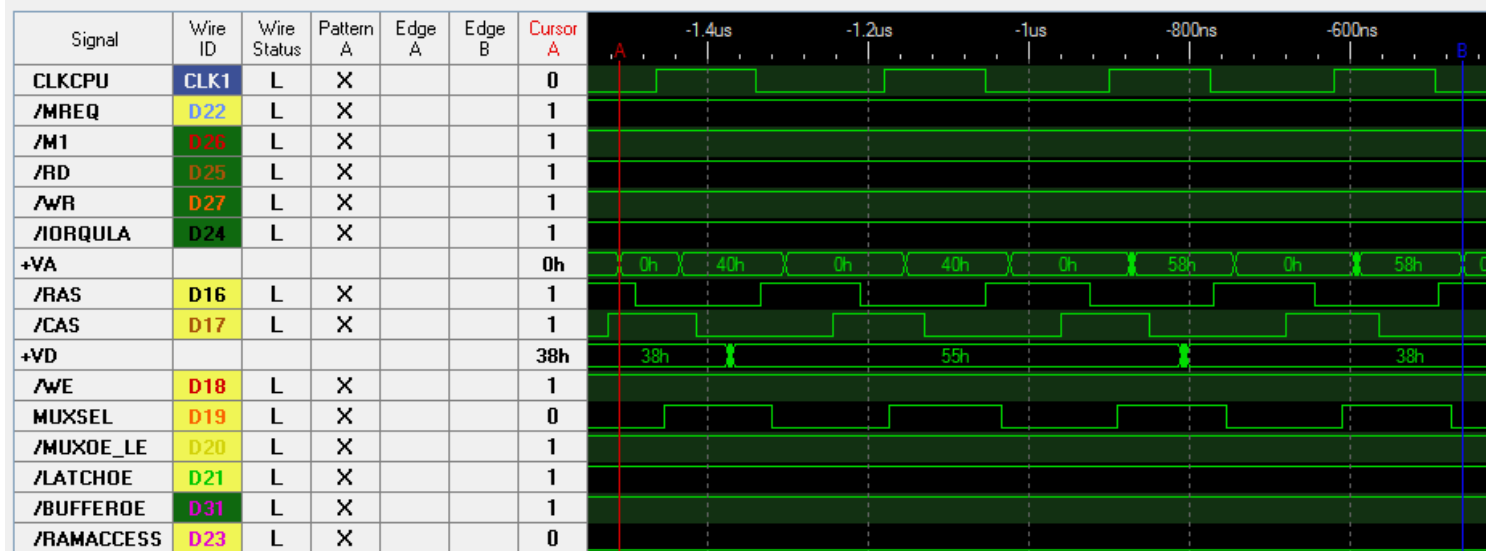 Signal Wire ID Wire Status Pattern A Edge A Edge B Cursor A -1.4us -1.2us -1us -800ns -600ns
A B
CLKCPU CLK1 L X 0
/MREQ D22 L X 1
/M1 D26 L X 1
/RD D25 L X 1
/WR D27 L X 1
/IORQULA D24 L X 1
+VA 0h 0h 40h 0h 40h 0h 58h 0h 58h
/RAS D16 L X 1
/CAS D17 L X 1
+VD 38h 38h 55h 38h
/WE D18 L X 1
MUXSEL D19 L X 0
/MUXOE_LE D20 L X 1
/LATCHOE D21 L X 1
/BUFFEROE D31 L X 1
/RAMACCESS D23 L X 0